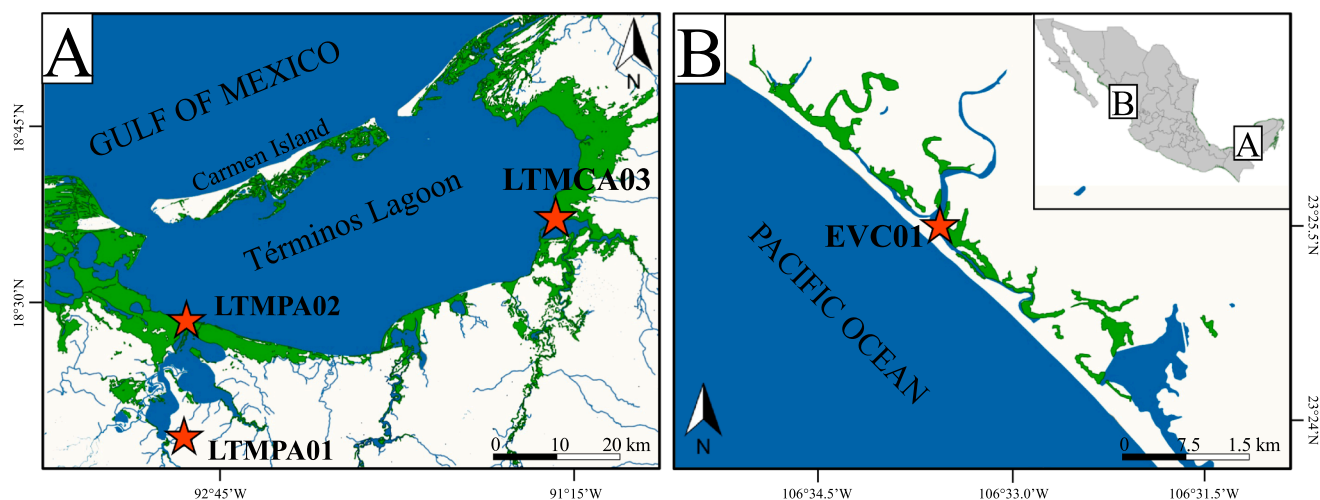 A
GULF OF MEXICO
Carmen Island
Términos Lagoon
LTMCA03
LTMPA02
LTMPA01
N
0 10 20 km
18°45'N
18°30'N
92°45'W
91°15'W
B
PACIFIC OCEAN
EVC01
N
0 7.5 1.5 km
B
A
23°25.5'N
23°24'N
106°34.5'W
106°33.0'W
106°31.5'W